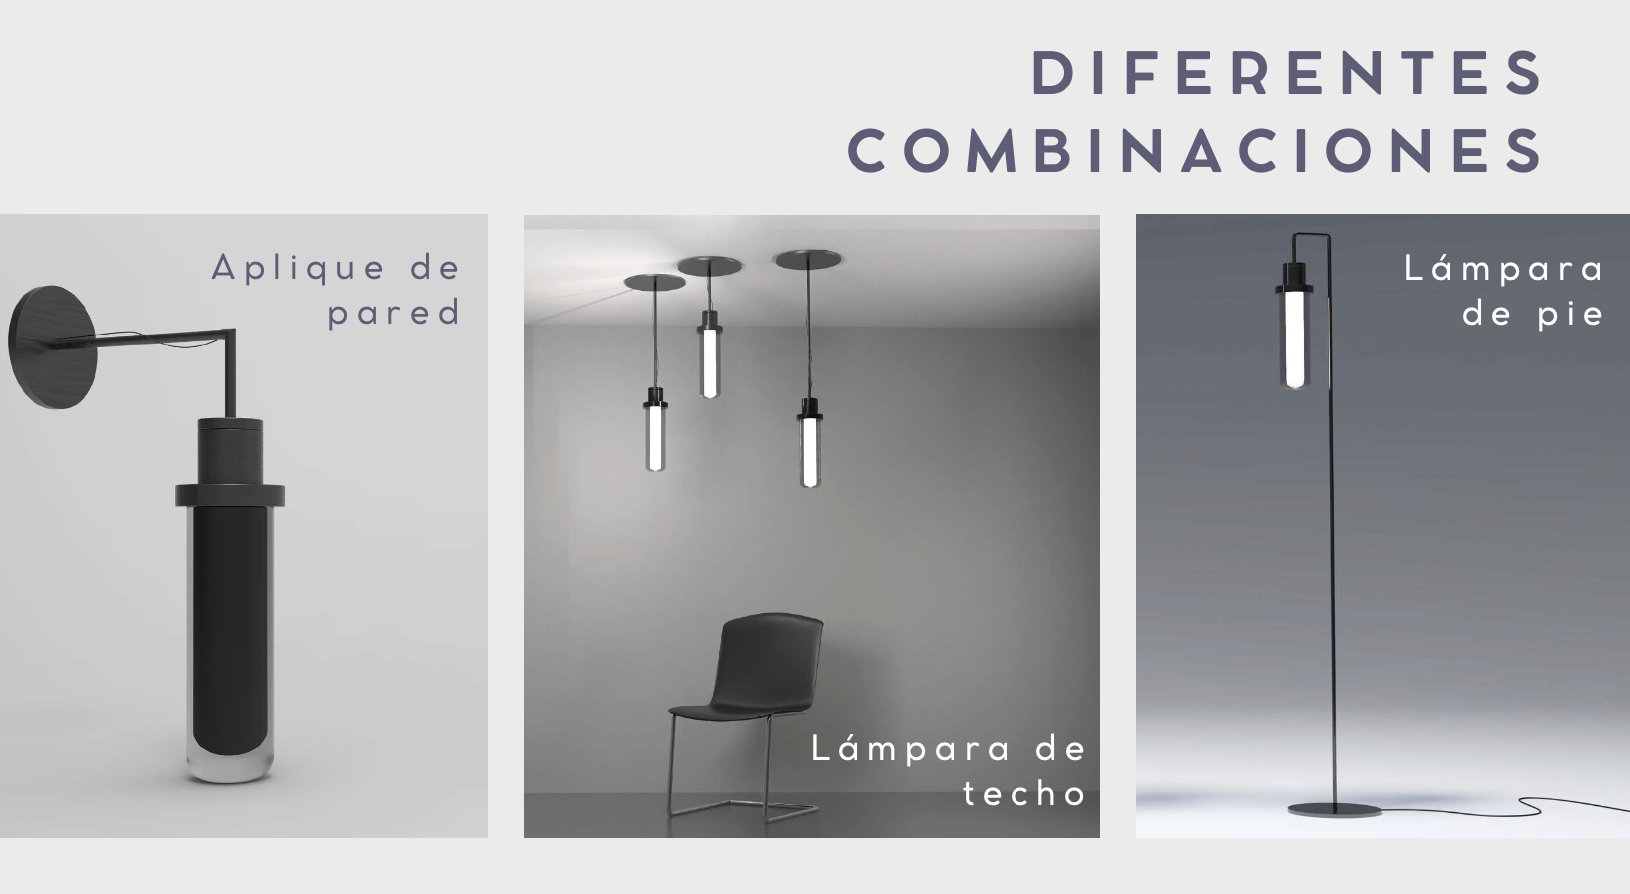 DIFERENTES
COMBINACIONES
Aplique de
pared
Lámpara de
techo
Lámpara
de pie